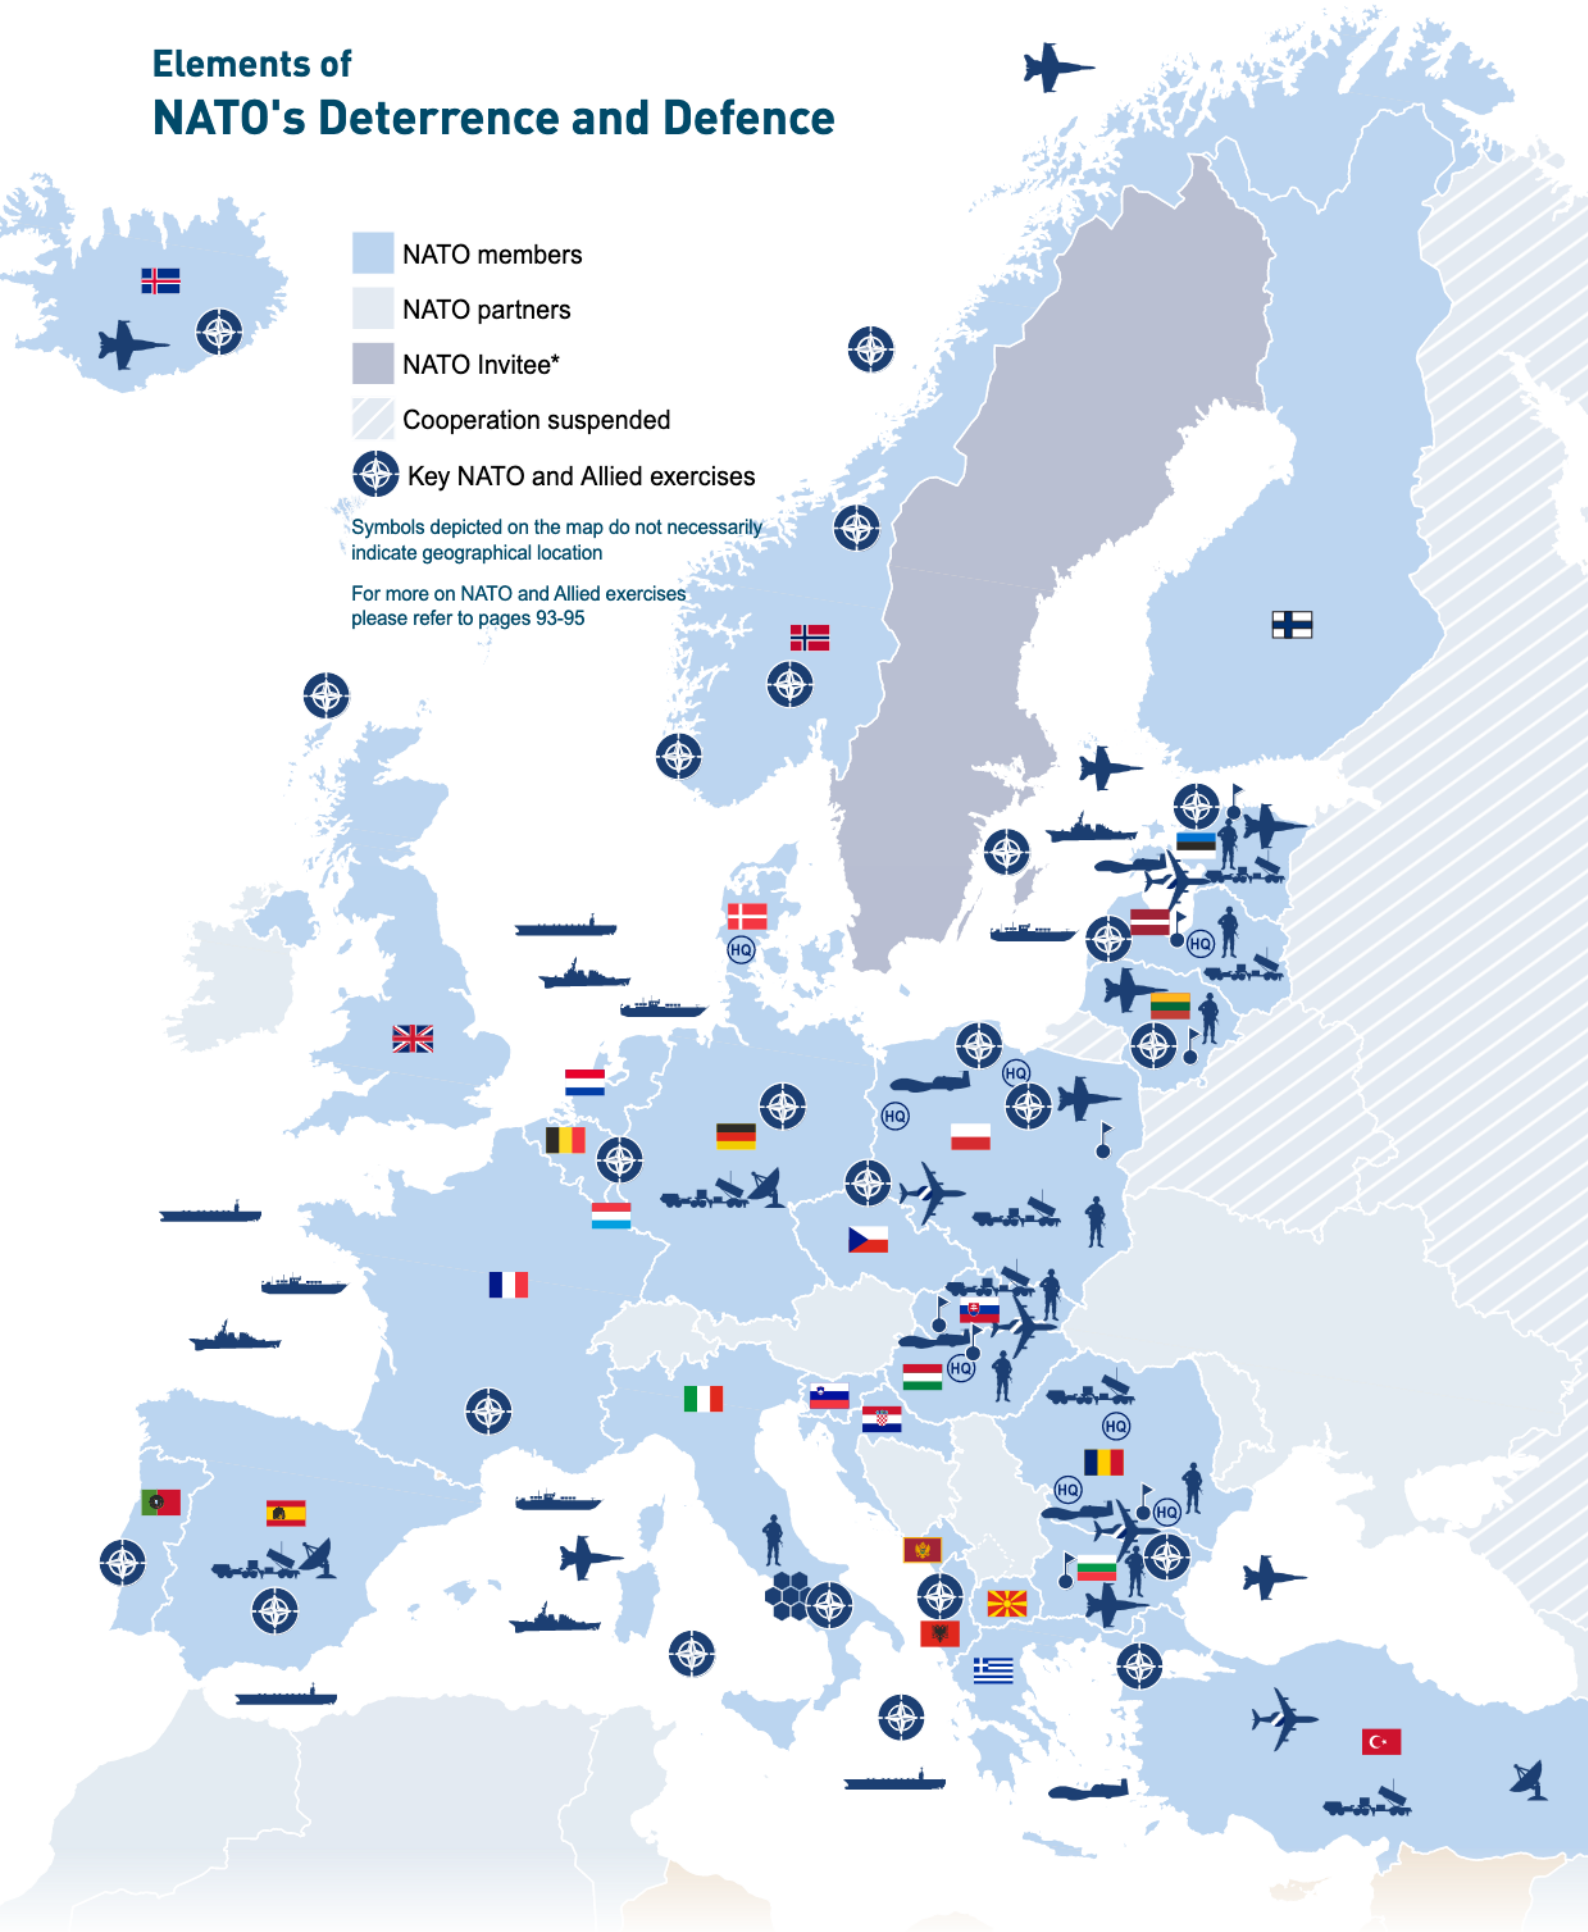 Elements of
NATO's Deterrence and Defence
NATO members
NATO partners
NATO Invitee*
Cooperation suspended
Key NATO and Allied exercises
Symbols depicted on the map do not necessarily
indicate geographical location
For more on NATO and Allied exercises
please refer to pages 93-95
HQ
HQ
HQ
HQ
HQ
HQ
HQ
HQ